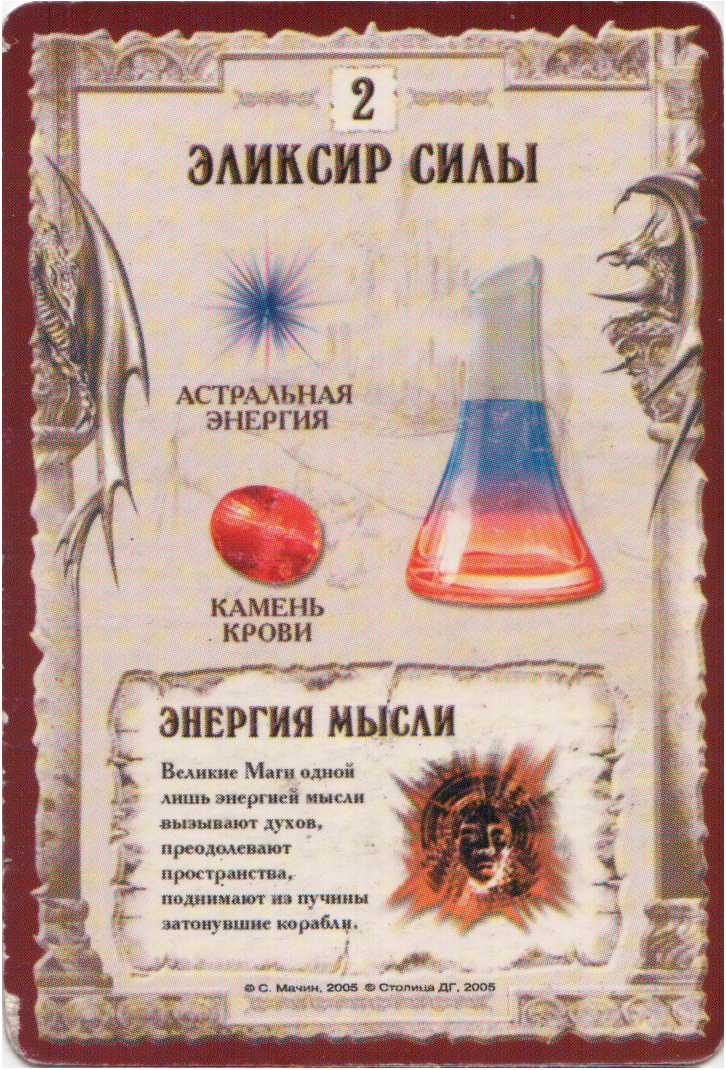 2
ЭЛИКСИР СИЛЫ
АСТРАЛЬНАЯ
ЭНЕРГИЯ
КАМЕНЬ
КРОВИ
ЭНЕРГИЯ МЫСЛИ
Великие Маги одной
лишь энергией мысли
вызывают духов,
преодолевают
пространства,
поднимают из пучины
затонувшие корабли.
© С. Мачин, 2005 © Столица ДГ, 2005